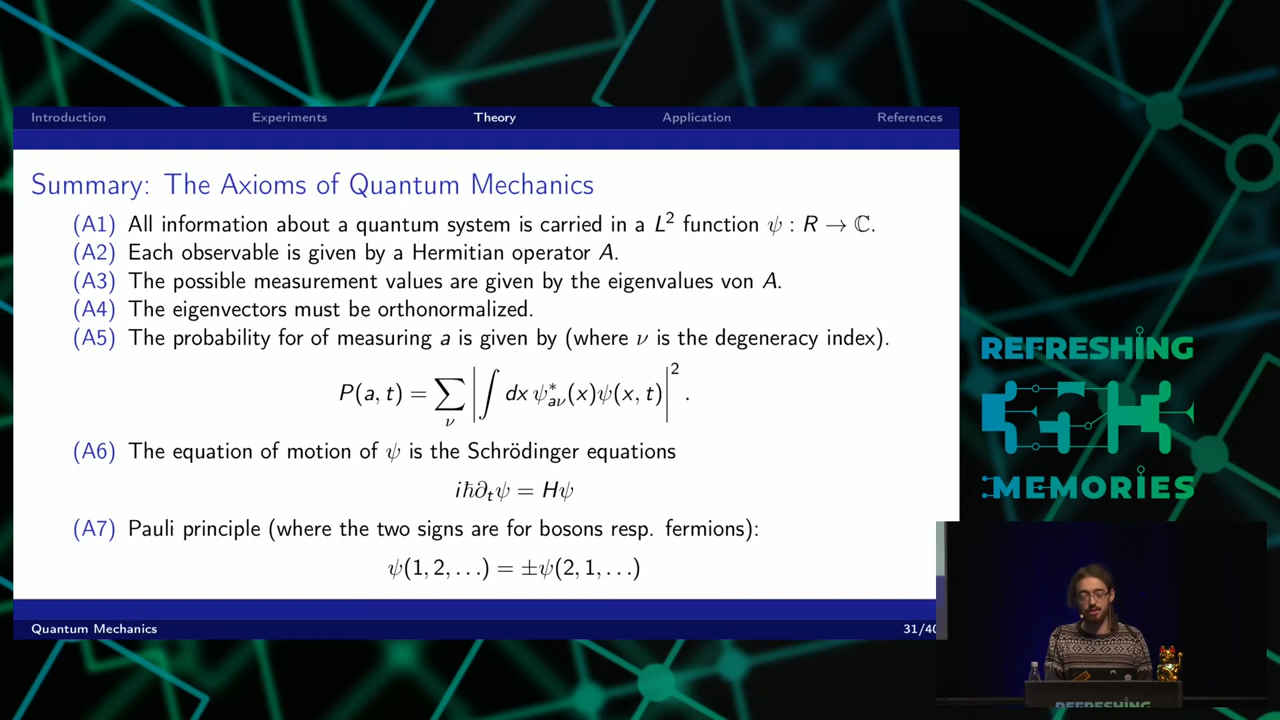 Introduction Experiments Theory Application References
Summary: The Axioms of Quantum Mechanics
(A1) All information about a quantum system is carried in a L² function ψ : R → ℂ.
(A2) Each observable is given by a Hermitian operator A.
(A3) The possible measurement values are given by the eigenvalues von A.
(A4) The eigenvectors must be orthonormalized.
(A5) The probability for of measuring a is given by (where ν is the degeneracy index).
P(a, t) = ∑_ν |∫ dx ψ*_{aν}(x)ψ(x, t)|² .
(A6) The equation of motion of ψ is the Schrödinger equations
iħ∂_tψ = Hψ
(A7) Pauli principle (where the two signs are for bosons resp. fermions):
ψ(1, 2, . . .) = ±ψ(2, 1, . . .)
Quantum Mechanics 31/40
REFRESHING
MEMORIES
REFRESHING